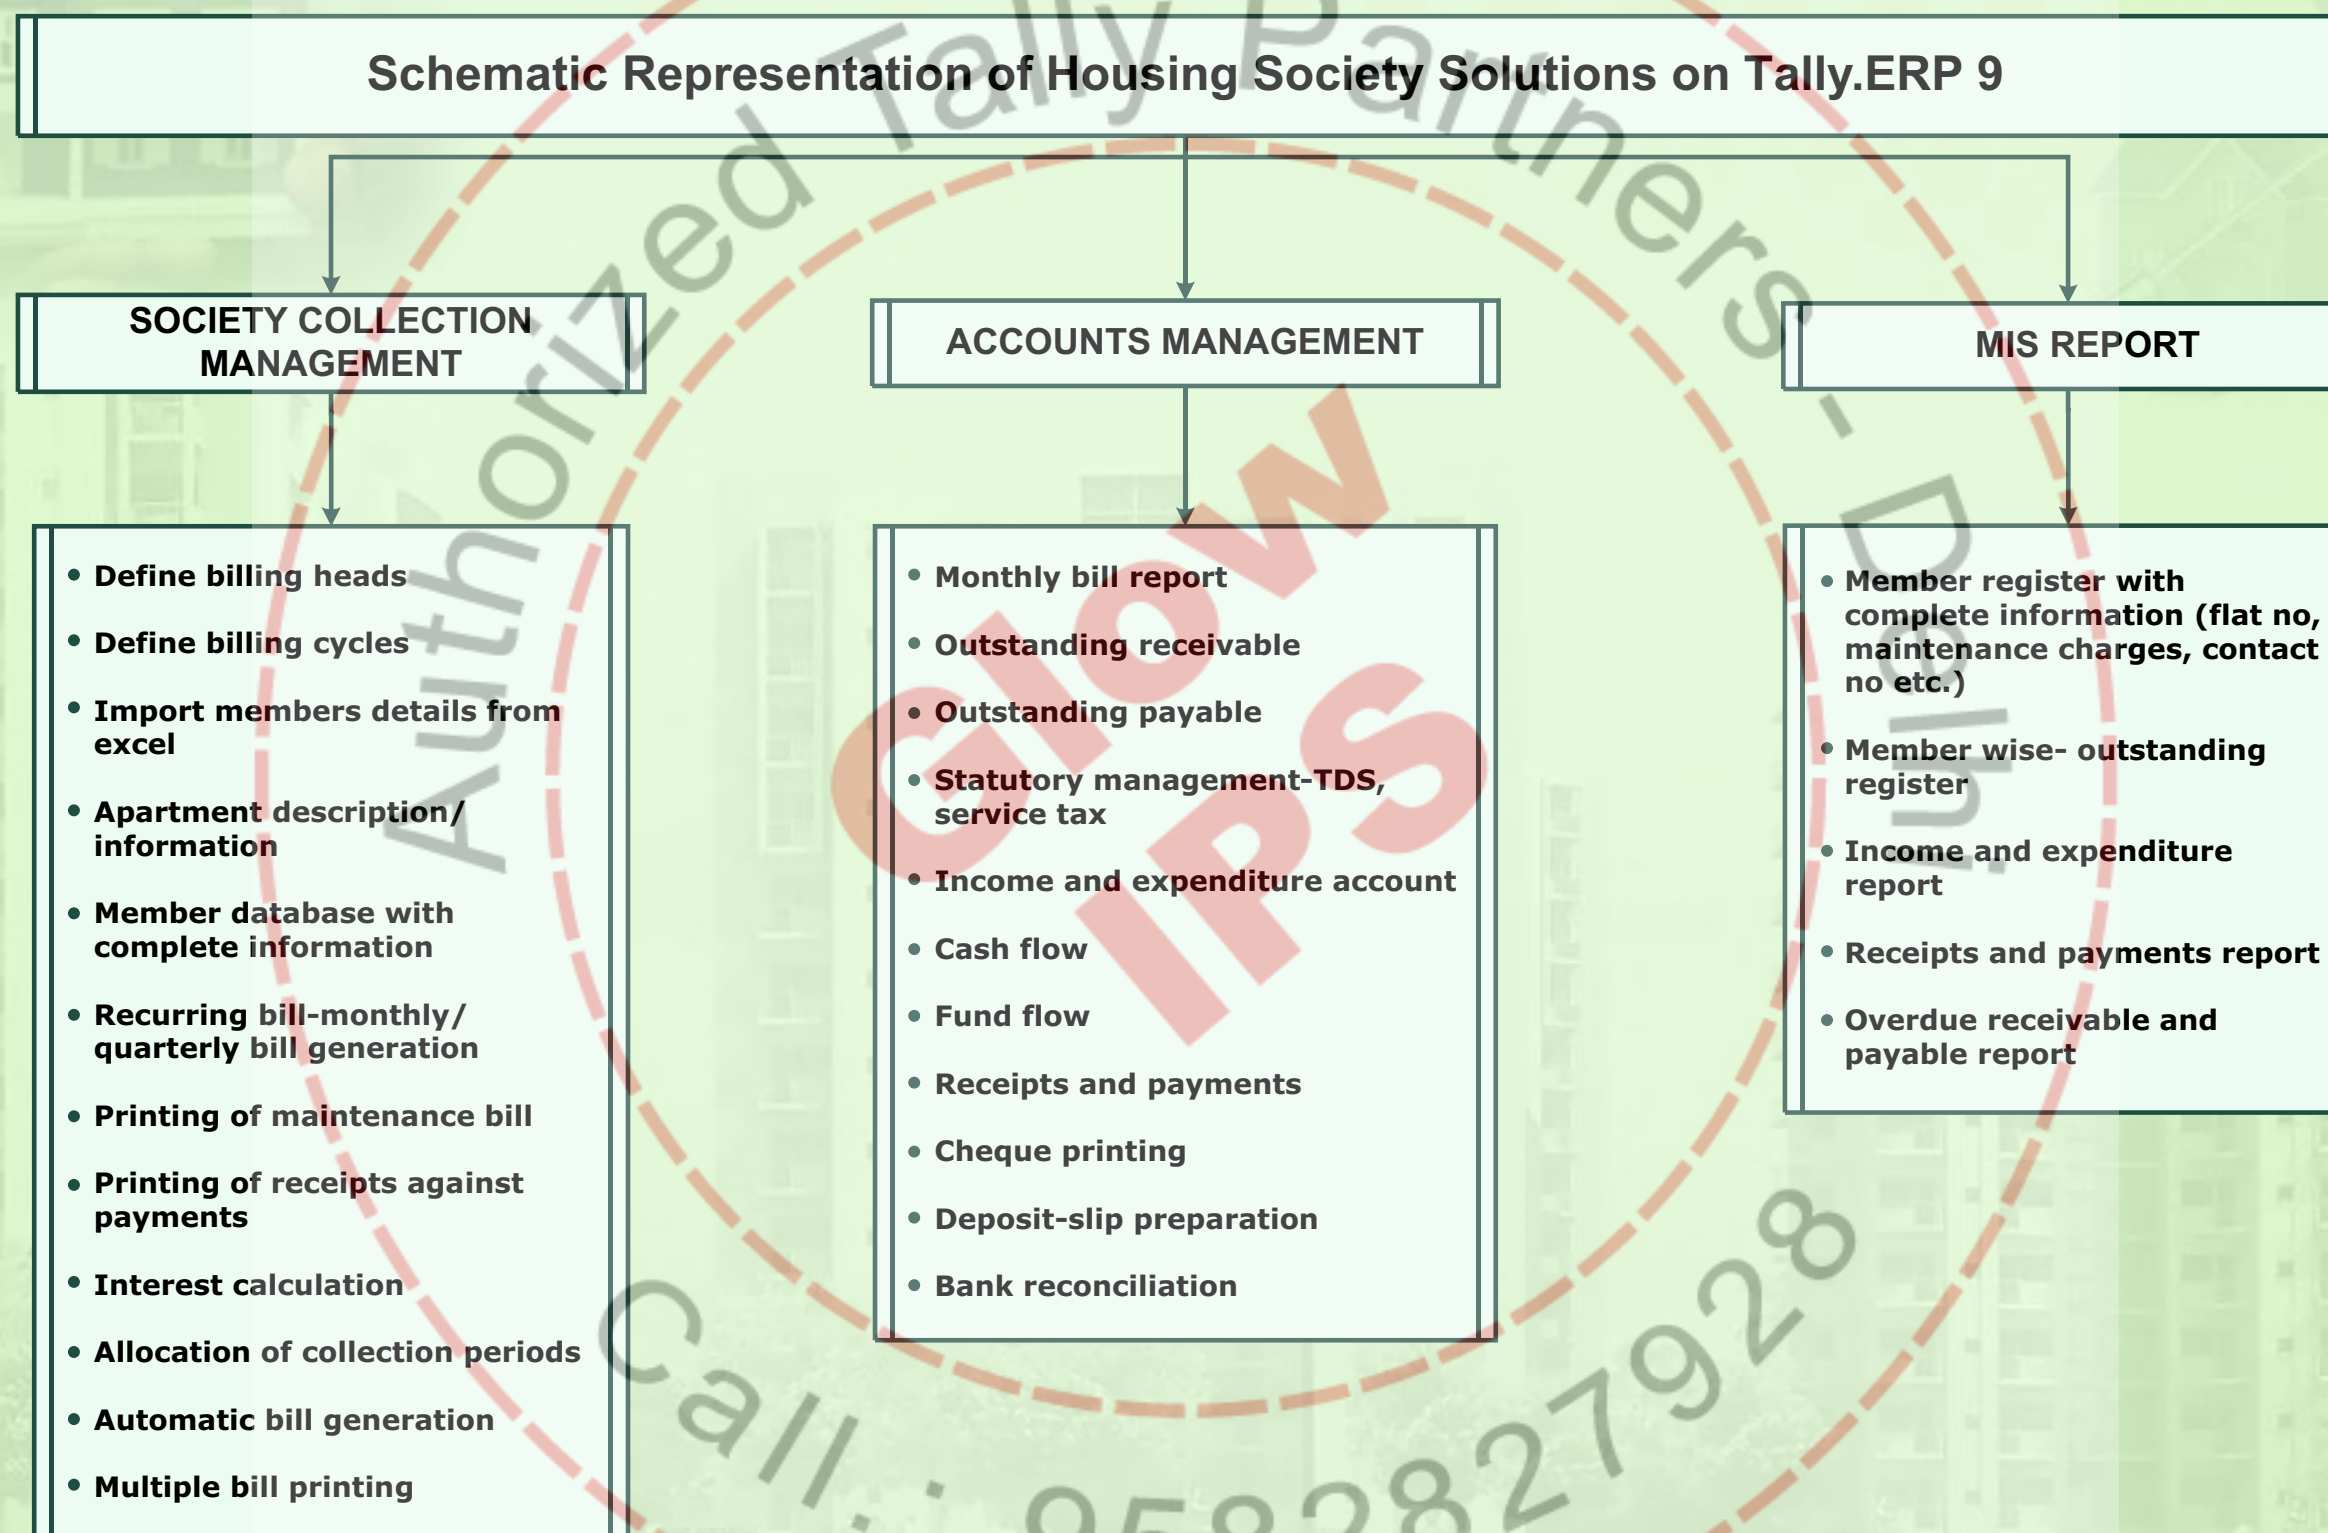 Schematic Representation of Housing Society Solutions on Tally.ERP 9
SOCIETY COLLECTION
MANAGEMENT
• Define billing heads
• Define billing cycles
• Import members details from
excel
• Apartment description/
information
• Member database with
complete information
• Recurring bill-monthly/
quarterly bill generation
• Printing of maintenance bill
• Printing of receipts against
payments
• Interest calculation
• Allocation of collection periods
• Automatic bill generation
• Multiple bill printing
ACCOUNTS MANAGEMENT
• Monthly bill report
• Outstanding receivable
• Outstanding payable
• Statutory management-TDS,
service tax
• Income and expenditure account
• Cash flow
• Fund flow
• Receipts and payments
• Cheque printing
• Deposit-slip preparation
• Bank reconciliation
MIS REPORT
• Member register with
complete information (flat no,
maintenance charges, contact
no etc.)
• Member wise- outstanding
register
• Income and expenditure
report
• Receipts and payments report
• Overdue receivable and
payable report
Authorized Tally Partners - Delhi
Glow
IPS
Call : 9582827928